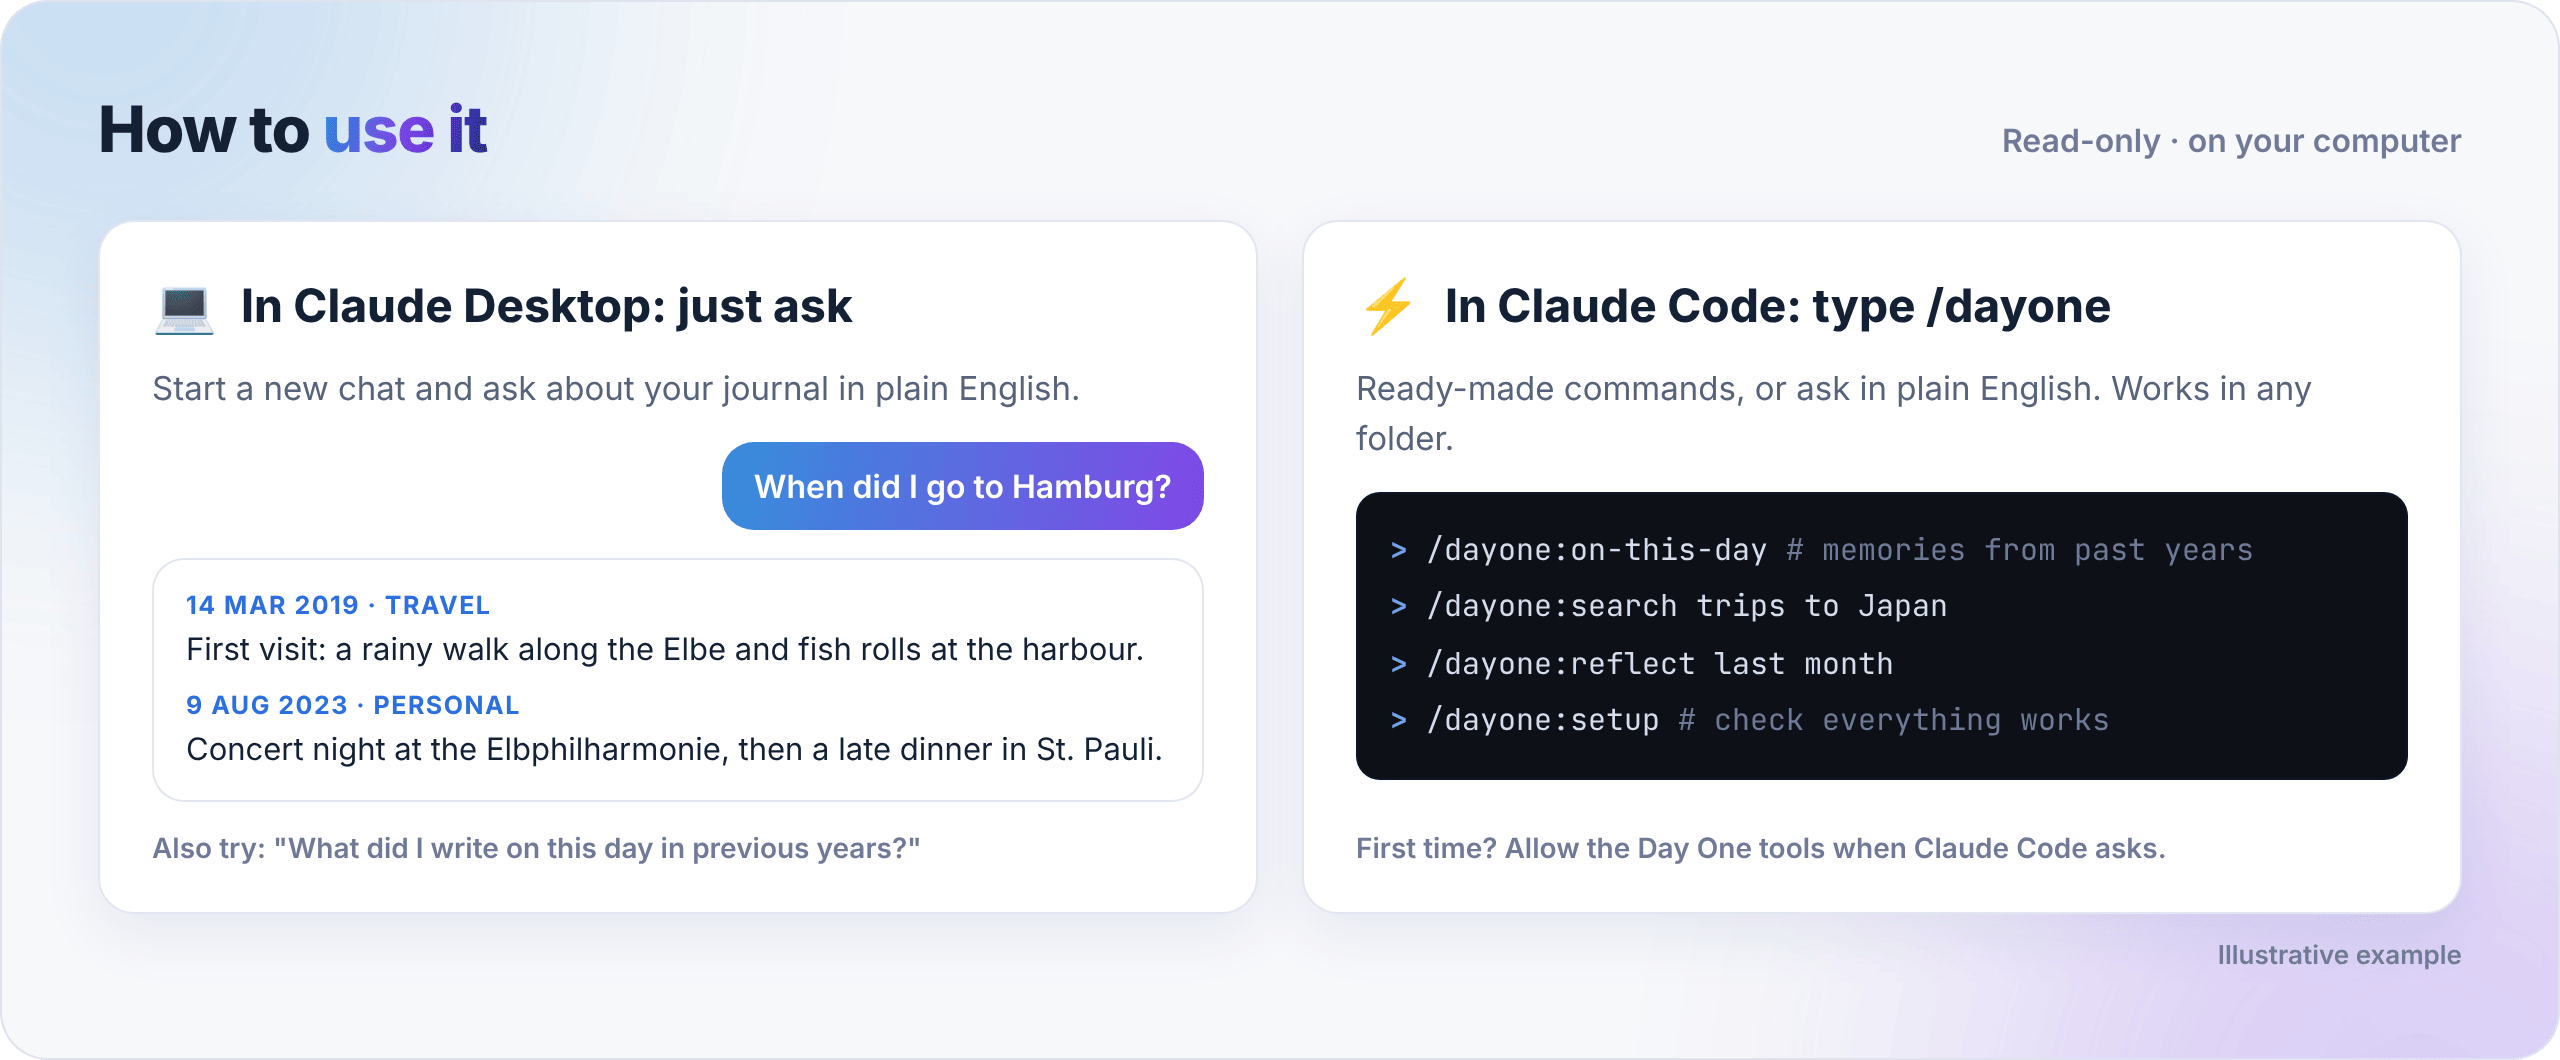 How to use it
Read-only · on your computer
In Claude Desktop: just ask
Start a new chat and ask about your journal in plain English.
When did I go to Hamburg?
14 MAR 2019 · TRAVEL
First visit: a rainy walk along the Elbe and fish rolls at the harbour.
9 AUG 2023 · PERSONAL
Concert night at the Elbphilharmonie, then a late dinner in St. Pauli.
Also try: "What did I write on this day in previous years?"
In Claude Code: type /dayone
Ready-made commands, or ask in plain English. Works in any
folder.
> /dayone:on-this-day # memories from past years
> /dayone:search trips to Japan
> /dayone:reflect last month
> /dayone:setup # check everything works
First time? Allow the Day One tools when Claude Code asks.
Illustrative example